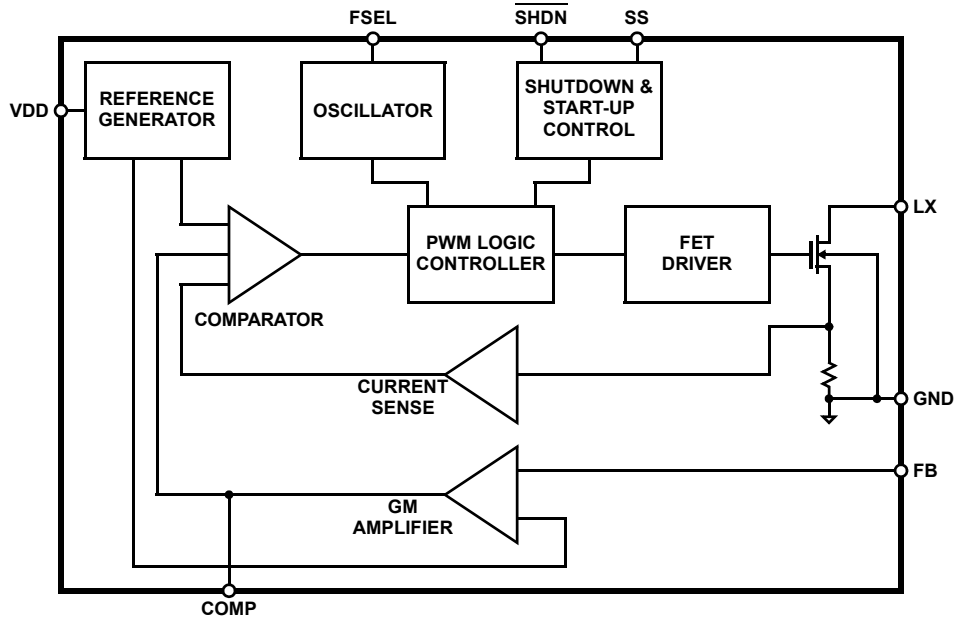 FSEL
SHDN
SS
VDD
REFERENCE
GENERATOR
OSCILLATOR
SHUTDOWN &
START-UP
CONTROL
LX
PWM LOGIC
CONTROLLER
FET
DRIVER
COMPARATOR
CURRENT
SENSE
GND
FB
GM
AMPLIFIER
COMP